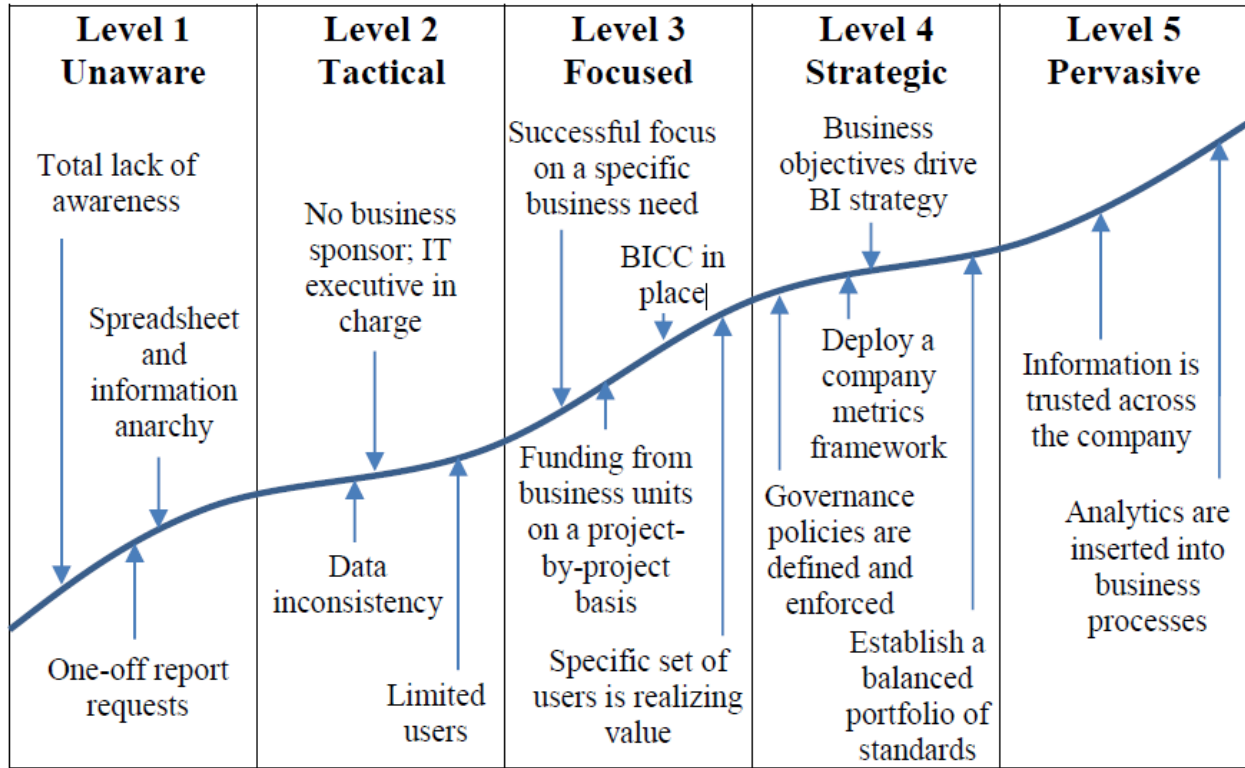 Level 1
Unaware
Level 2
Tactical
Level 3
Focused
Level 4
Strategic
Level 5
Pervasive
Total lack of
awareness
Spreadsheet
and
information
anarchy
One-off report
requests
No business
sponsor; IT
executive in
charge
Data
inconsistency
Limited
users
Successful focus
on a specific
business need
BICC in
place
Funding from
business units
on a project-
by-project
basis
Specific set of
users is realizing
value
Business
objectives drive
BI strategy
Deploy a
company
metrics
framework
Governance
policies are
defined and
enforced
Establish a
balanced
portfolio of
standards
Information is
trusted across
the company
Analytics are
inserted into
business
processes